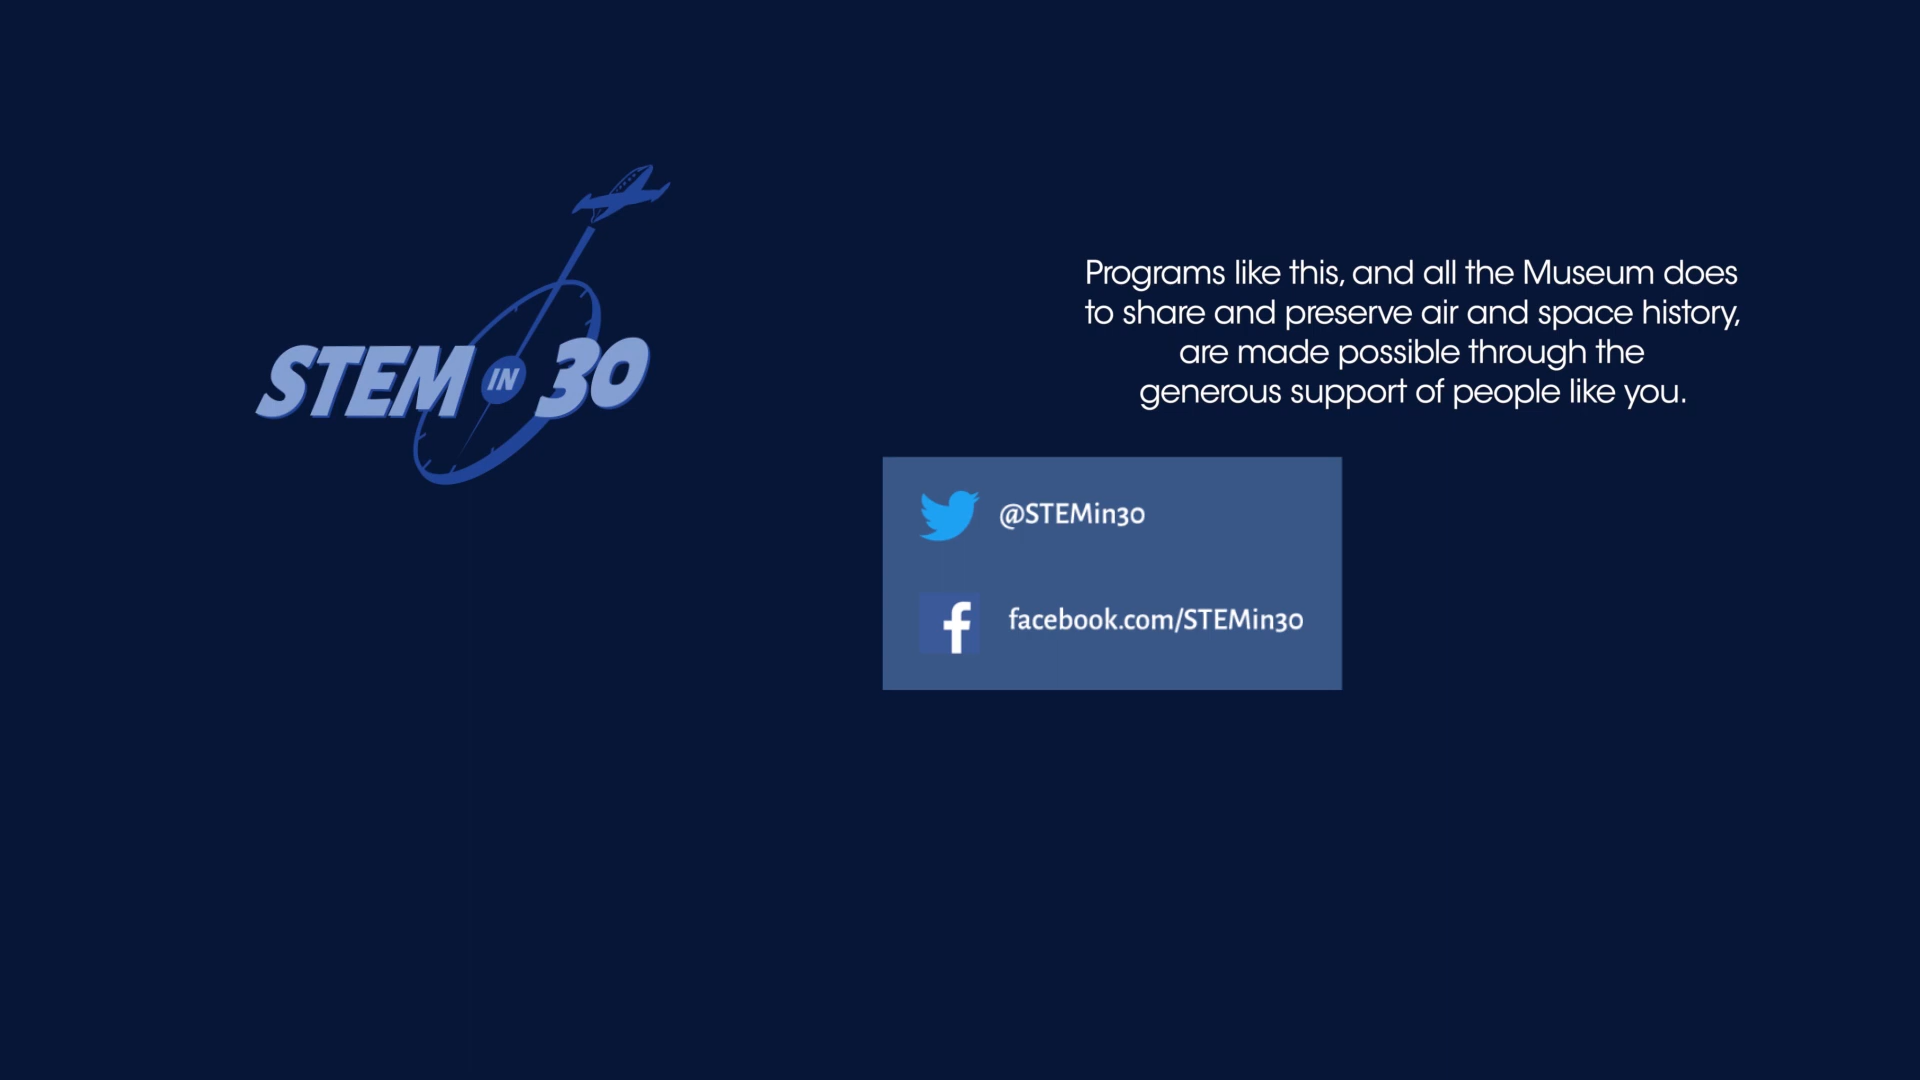 STEM IN 30
Programs like this, and all the Museum does
to share and preserve air and space history,
are made possible through the
generous support of people like you.
@STEMin30
facebook.com/STEMin30